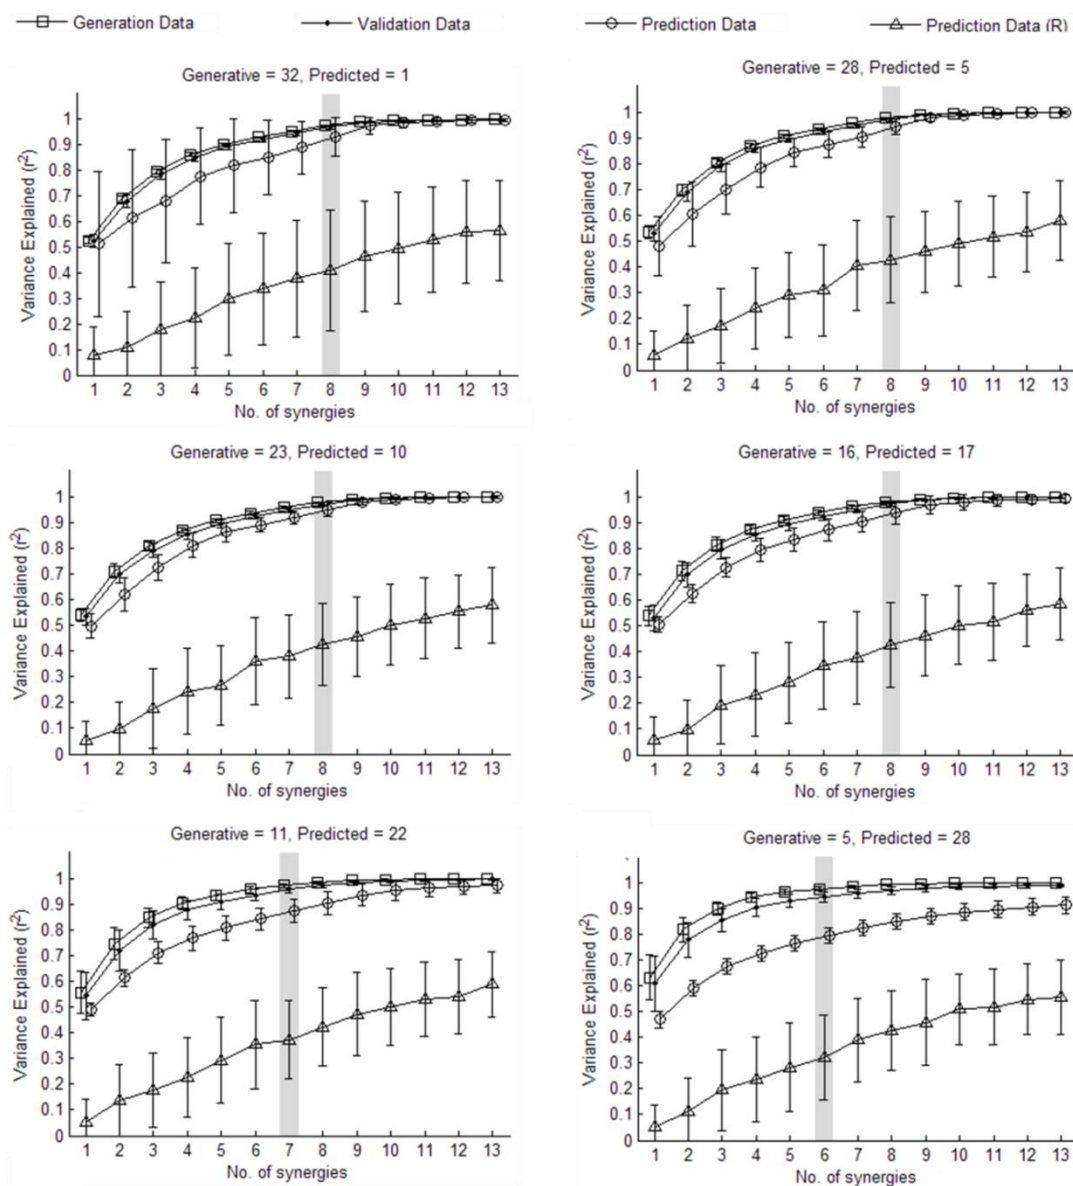 Generation Data Validation Data Prediction Data Prediction Data (R)
Generative = 32, Predicted = 1
Variance Explained (r²)
1
0.9
0.8
0.7
0.6
0.5
0.4
0.3
0.2
0.1
0
1 2 3 4 5 6 7 8 9 10 11 12 13
No. of synergies
Generative = 28, Predicted = 5
Variance Explained (r²)
1
0.9
0.8
0.7
0.6
0.5
0.4
0.3
0.2
0.1
0
1 2 3 4 5 6 7 8 9 10 11 12 13
No. of synergies
Generative = 23, Predicted = 10
Variance Explained (r²)
1
0.9
0.8
0.7
0.6
0.5
0.4
0.3
0.2
0.1
0
1 2 3 4 5 6 7 8 9 10 11 12 13
No. of synergies
Generative = 16, Predicted = 17
Variance Explained (r²)
1
0.9
0.8
0.7
0.6
0.5
0.4
0.3
0.2
0.1
0
1 2 3 4 5 6 7 8 9 10 11 12 13
No. of synergies
Generative = 11, Predicted = 22
Variance Explained (r²)
1
0.9
0.8
0.7
0.6
0.5
0.4
0.3
0.2
0.1
0
1 2 3 4 5 6 7 8 9 10 11 12 13
No. of synergies
Generative = 5, Predicted = 28
Variance Explained (r²)
1
0.9
0.8
0.7
0.6
0.5
0.4
0.3
0.2
0.1
0
1 2 3 4 5 6 7 8 9 10 11 12 13
No. of synergies